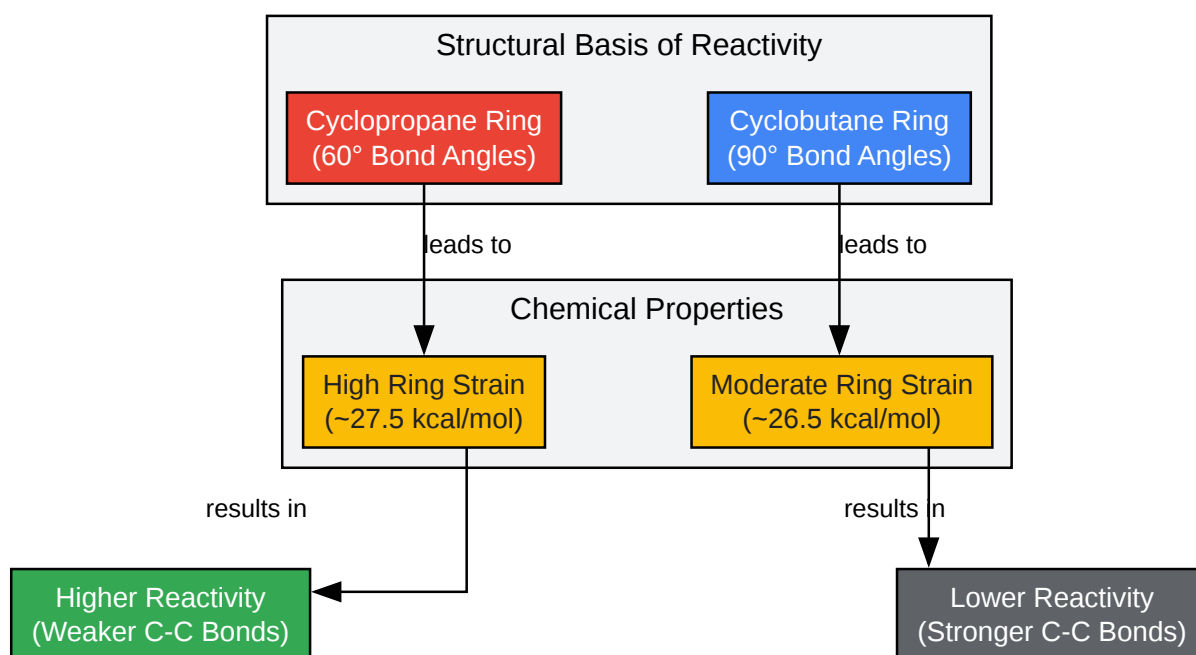 Structural Basis of Reactivity
Cyclopropane Ring
(60° Bond Angles)
Cyclobutane Ring
(90° Bond Angles)
leads to
leads to
Chemical Properties
High Ring Strain
(~27.5 kcal/mol)
Moderate Ring Strain
(~26.5 kcal/mol)
results in
results in
Higher Reactivity
(Weaker C-C Bonds)
Lower Reactivity
(Stronger C-C Bonds)